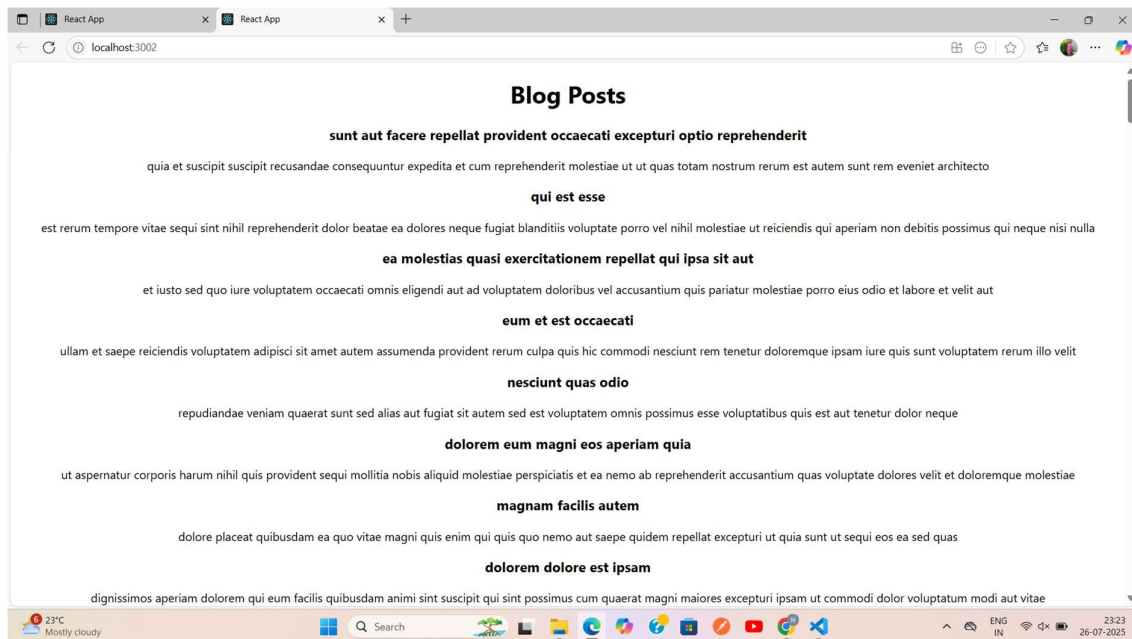 React App
React App
localhost:3002
Blog Posts
sunt aut facere repellat provident occaecati excepturi optio reprehenderit
quia et suscipit suscipit recusandae consequuntur expedita et cum reprehenderit molestiae ut ut quas totam nostrum rerum est autem sunt rem eveniet architecto
qui est esse
est rerum tempore vitae sequi sint nihil reprehenderit dolor beatae ea dolores neque fugiat blanditiis voluptate porro vel nihil molestiae ut reiciendis qui aperiam non debitis possimus qui neque nisi nulla
ea molestias quasi exercitationem repellat qui ipsa sit aut
et iusto sed quo iure voluptatem occaecati omnis eligendi aut ad voluptatem doloribus vel accusantium quis pariatur molestiae porro eius odio et labore et velit aut
eum et est occaecati
ullam et saepe reiciendis voluptatem adipisci sit amet autem assumenda provident rerum culpa quis hic commodi nesciunt rem tenetur doloremque ipsam iure quis sunt voluptatem rerum illo velit
nesciunt quas odio
repudiandae veniam quaerat sunt sed alias aut fugiat sit autem sed est voluptatem omnis possimus esse voluptatibus quis est aut tenetur dolor neque
dolorem eum magni eos aperiam quia
ut aspernatur corporis harum nihil quis provident sequi mollitia nobis aliquid molestiae perspiciatis et ea nemo ab reprehenderit accusantium quas voluptate dolores velit et doloremque molestiae
magnam facilis autem
dolore placeat quibusdam ea quo vitae magni quis enim qui quis quo nemo aut saepe quidem repellat excepturi ut quia sunt ut sequi eos ea sed quas
dolorem dolore est ipsam
dignissimos aperiam dolorem qui eum facilis quibusdam animi sint suscipit qui sint possimus cum quaerat magni maiores excepturi ipsam ut commodi dolor voluptatum modi aut vitae
6
23°C
Mostly cloudy
Search
ENG
IN
23:23
26-07-2025